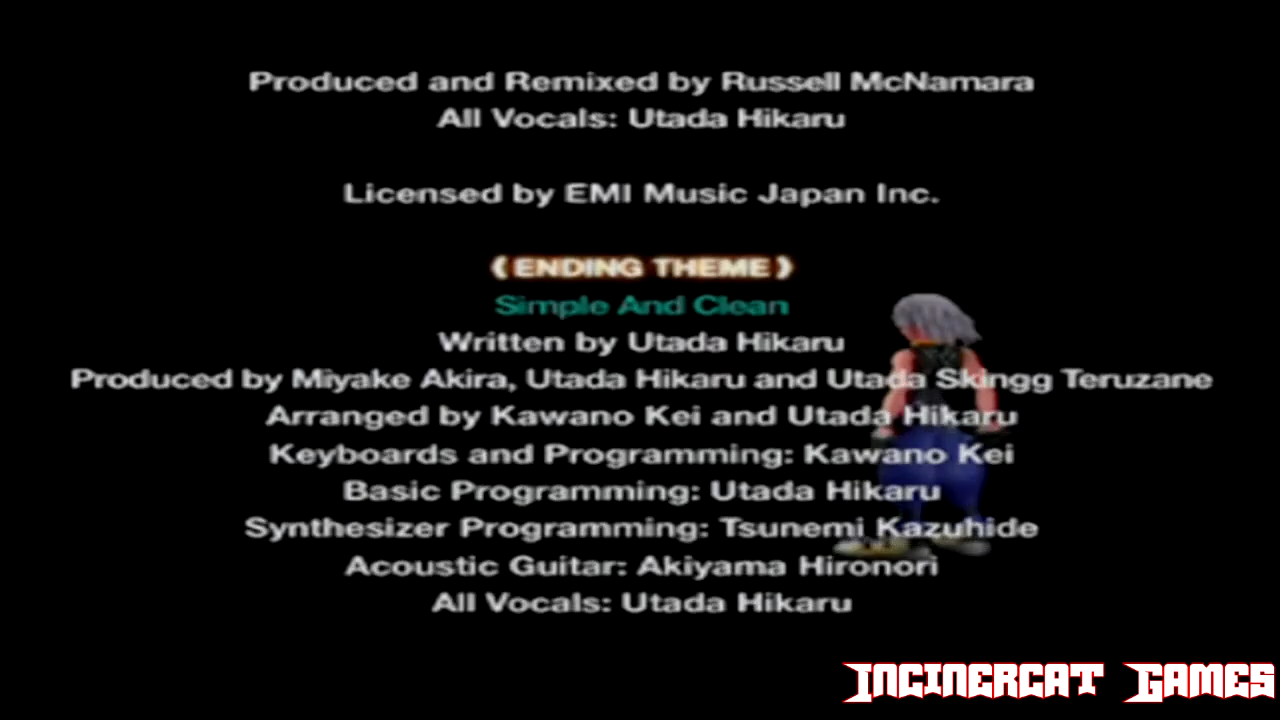 Produced and Remixed by Russell McNamara
All Vocals: Utada Hikaru
Licensed by EMI Music Japan Inc.
《 ENDING THEME 》
Simple And Clean
Written by Utada Hikaru
Produced by Miyake Akira, Utada Hikaru and Utada Skingg Teruzane
Arranged by Kawano Kei and Utada Hikaru
Keyboards and Programming: Kawano Kei
Basic Programming: Utada Hikaru
Synthesizer Programming: Tsunemi Kazuhide
Acoustic Guitar: Akiyama Hironori
All Vocals: Utada Hikaru
INCINERCAT GAMES